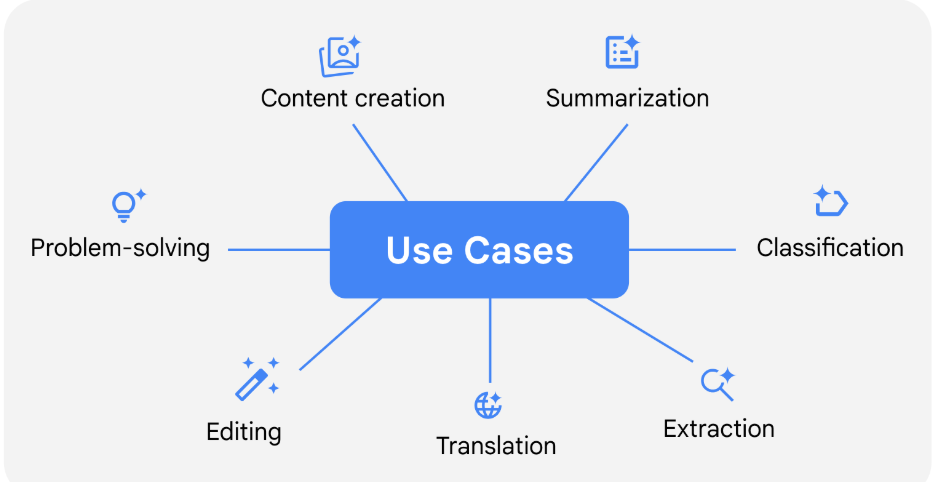 Content creation
Summarization
Problem-solving
Use Cases
Classification
Editing
Translation
Extraction